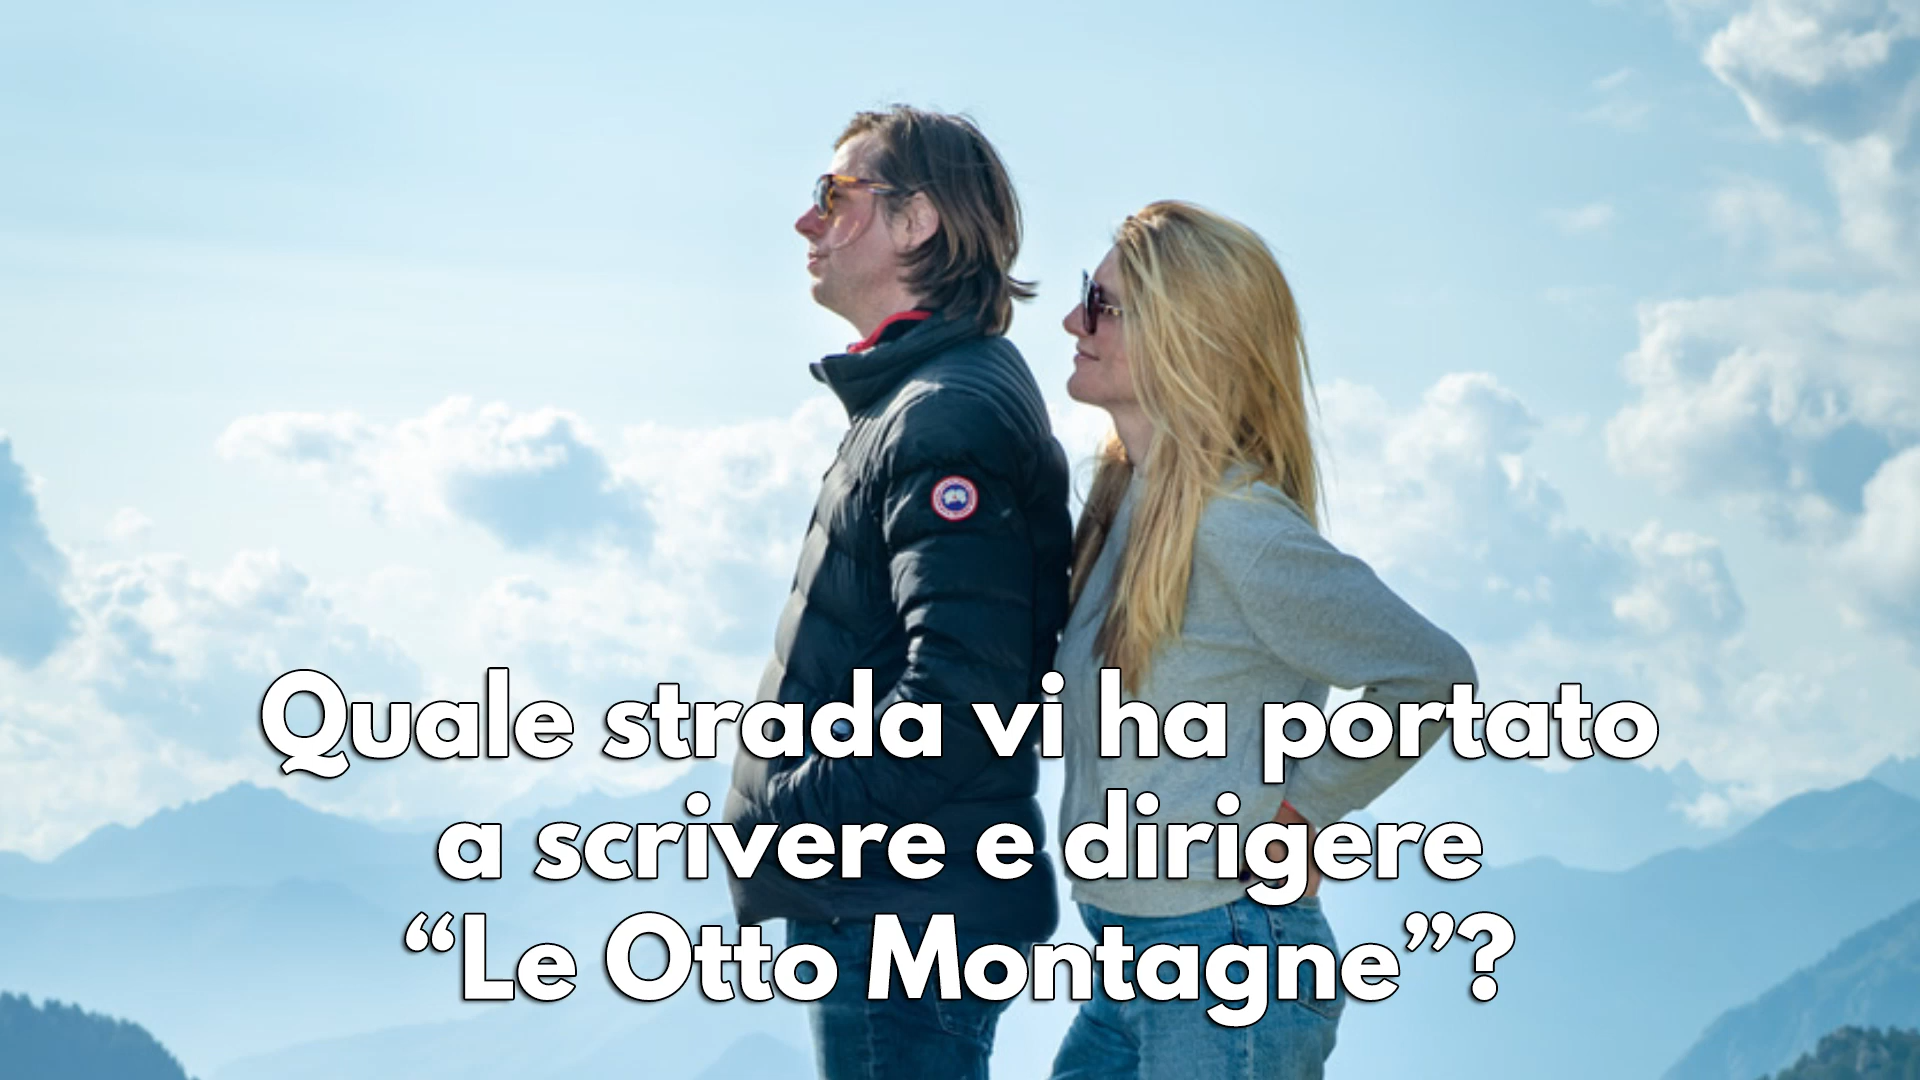 Quale strada vi ha portato
a scrivere e dirigere
“Le Otto Montagne”?